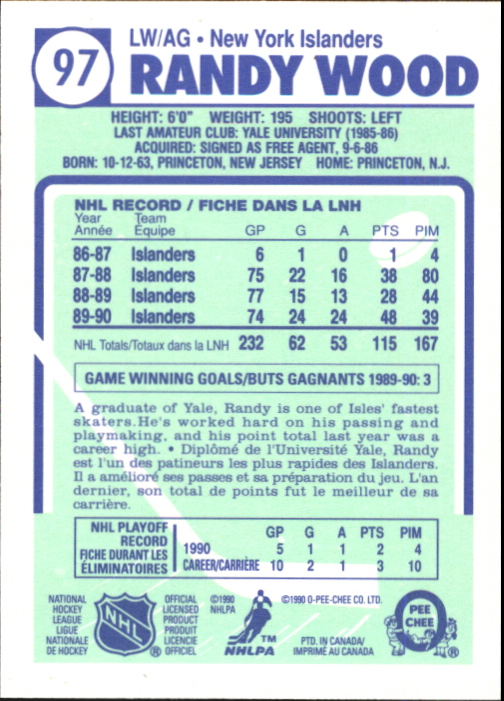 97
LW/AG • New York Islanders
RANDY WOOD
HEIGHT: 6'0" WEIGHT: 195 SHOOTS: LEFT
LAST AMATEUR CLUB: YALE UNIVERSITY (1985-86)
ACQUIRED: SIGNED AS FREE AGENT, 9-6-86
BORN: 10-12-63, PRINCETON, NEW JERSEY HOME: PRINCETON, N.J.
NHL RECORD / FICHE DANS LA LNH
Year Team
Année Equipe GP G A PTS PIM
86-87 Islanders 6 1 0 1 4
87-88 Islanders 75 22 16 38 80
88-89 Islanders 77 15 13 28 44
89-90 Islanders 74 24 24 48 39
NHL Totals/Totaux dans la LNH 232 62 53 115 167
GAME WINNING GOALS/BUTS GAGNANTS 1989-90: 3
A graduate of Yale, Randy is one of Isles' fastest
skaters.He's worked hard on his passing and
playmaking, and his point total last year was a
career high. • Diplômé de l'Université Yale, Randy
est l'un des patineurs les plus rapides des Islanders.
Il a amélioré ses passes et sa préparation du jeu. L'an
dernier, son total de points fut le meilleur de sa
carrière.
NHL PLAYOFF
RECORD
FICHE DURANT LES
ÉLIMINATOIRES
GP G A PTS PIM
1990 5 1 1 2 4
CAREER/CARRIÈRE 10 2 1 3 10
NATIONAL
HOCKEY
LEAGUE
LIGUE
NATIONALE
DE HOCKEY
NHL
®
OFFICIAL
LICENSED
PRODUCT
PRODUIT
LICENCIE
OFFICIEL
©1990
NHLPA
TM
NHLPA
©1990 O-PEE-CHEE CO. LTD.
PTD. IN CANADA/
IMPRIMÉ AU CANADA
O
PEE
CHEE
®